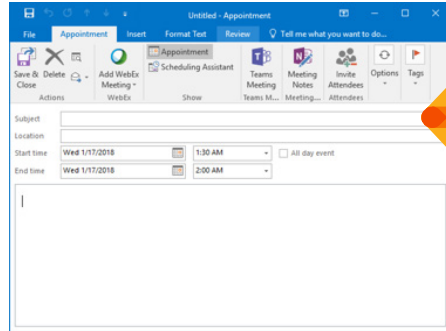 Untitled - Appointment
File Appointment Insert Format Text Review Tell me what you want to do...
Save & Close
Delete
Add WebEx Meeting
Appointment
Scheduling Assistant
Teams Meeting
Meeting Notes
Invite Attendees
Options
Tags
Actions WebEx Show Teams M... Meeting... Attendees
Subject
Location
Start time Wed 1/17/2018 1:30 AM All day event
End time Wed 1/17/2018 2:00 AM